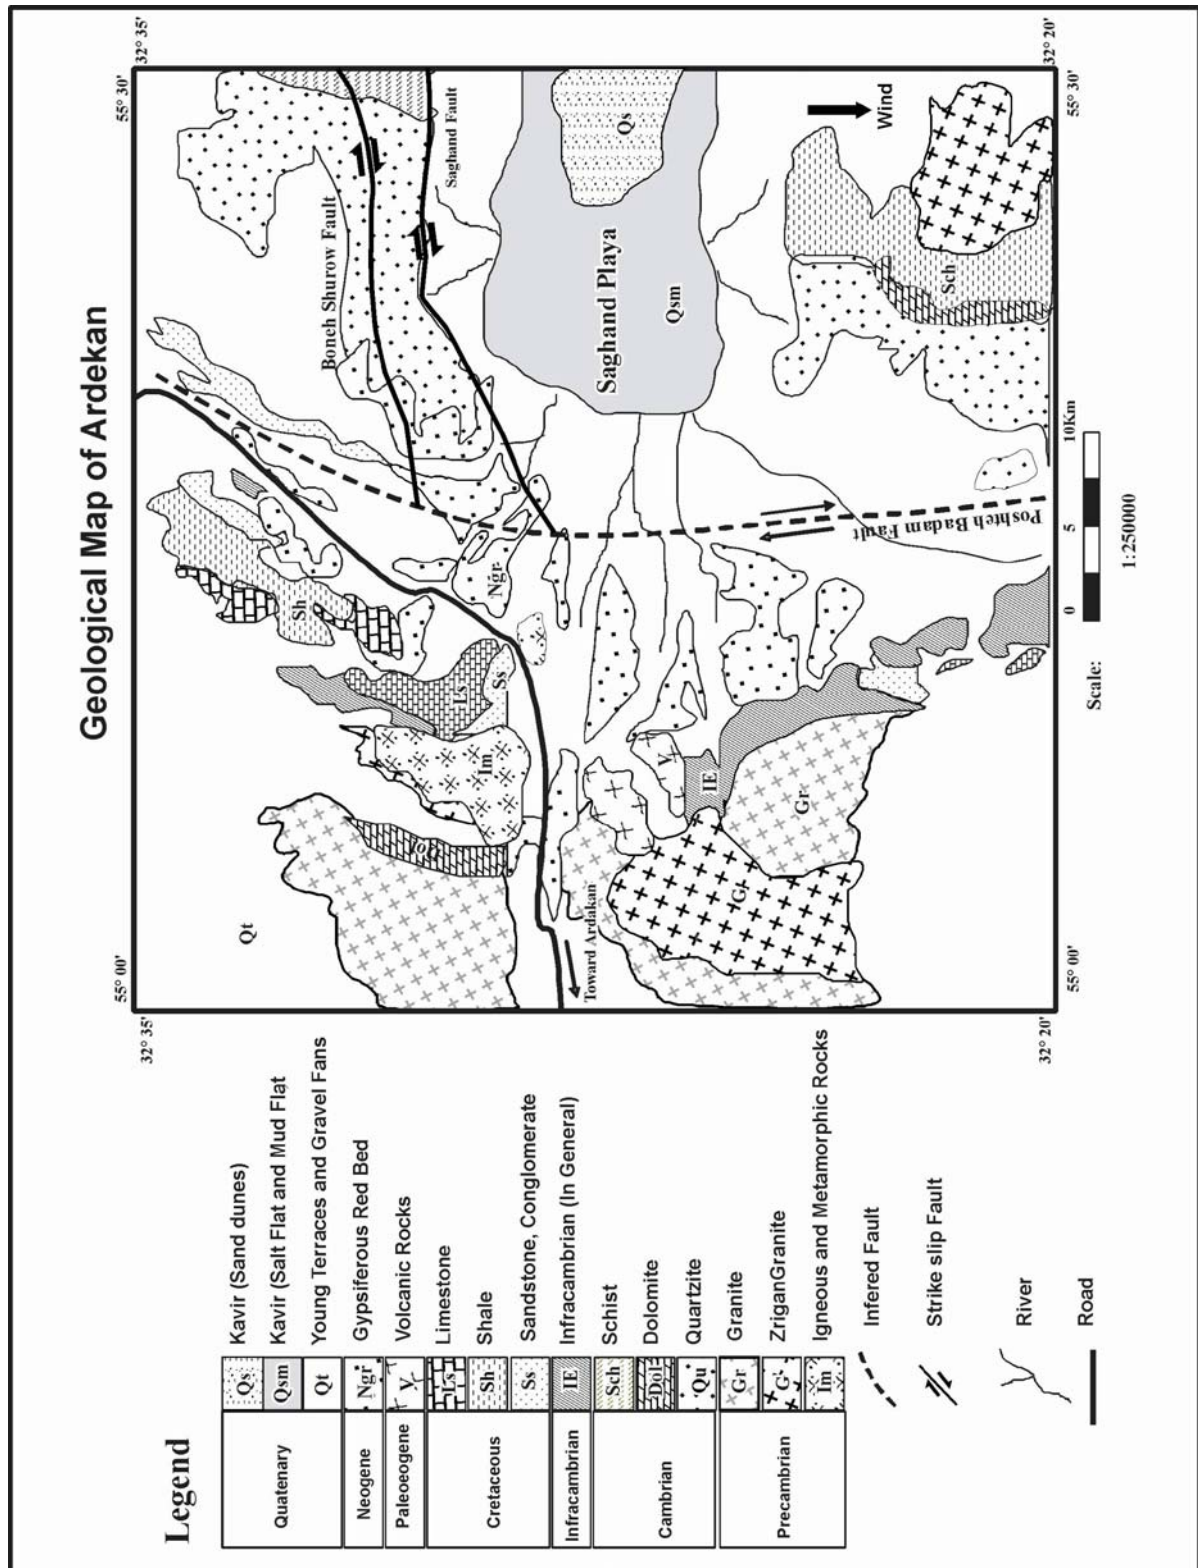 Geological Map of Ardekan
55° 00'
55° 30'
32° 35'
32° 35'
Qt
Dol
Im
Ls
Ss
Sh
Ngr
Boneh Shurow Fault
Saghand Fault
Toward Ardakan
Saghand Playa
Qsm
Qs
V
IE
G
Gr
Poshteh Badam Fault
Sch
Wind
32° 20'
32° 20'
55° 00'
55° 30'
Scale:
0
5
10Km
1:250000
Legend
Quatenary
Qs
Kavir (Sand dunes)
Qsm
Kavir (Salt Flat and Mud Flat
Qt
Young Terraces and Gravel Fans
Neogene
Ngr
Gypsiferous Red Bed
Paleoeogene
V
Volcanic Rocks
Cretaceous
Ls
Limestone
Sh
Shale
Ss
Sandstone, Conglomerate
Infracambrian
IE
Infracambrian (In General)
Cambrian
Sch
Schist
Dol
Dolomite
Qu
Quartzite
Precambrian
Gr
Granite
G
ZriganGranite
Im
Igneous and Metamorphic Rocks
Infered Fault
Strike slip Fault
River
Road